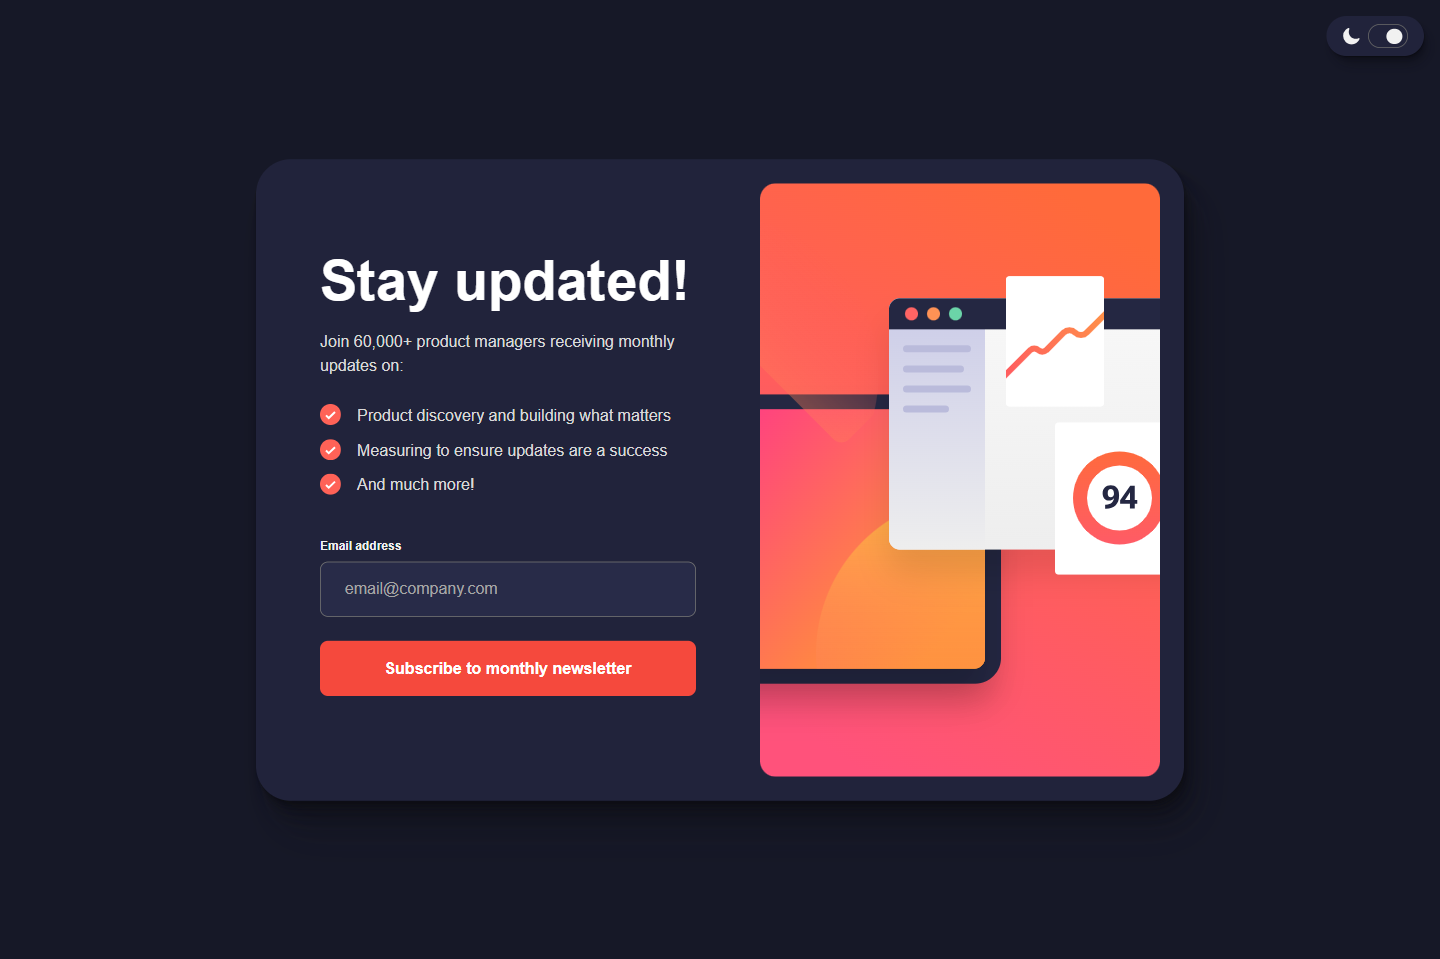 Stay updated!
Join 60,000+ product managers receiving monthly
updates on:
Product discovery and building what matters
Measuring to ensure updates are a success
And much more!
Email address
email@company.com
Subscribe to monthly newsletter
94